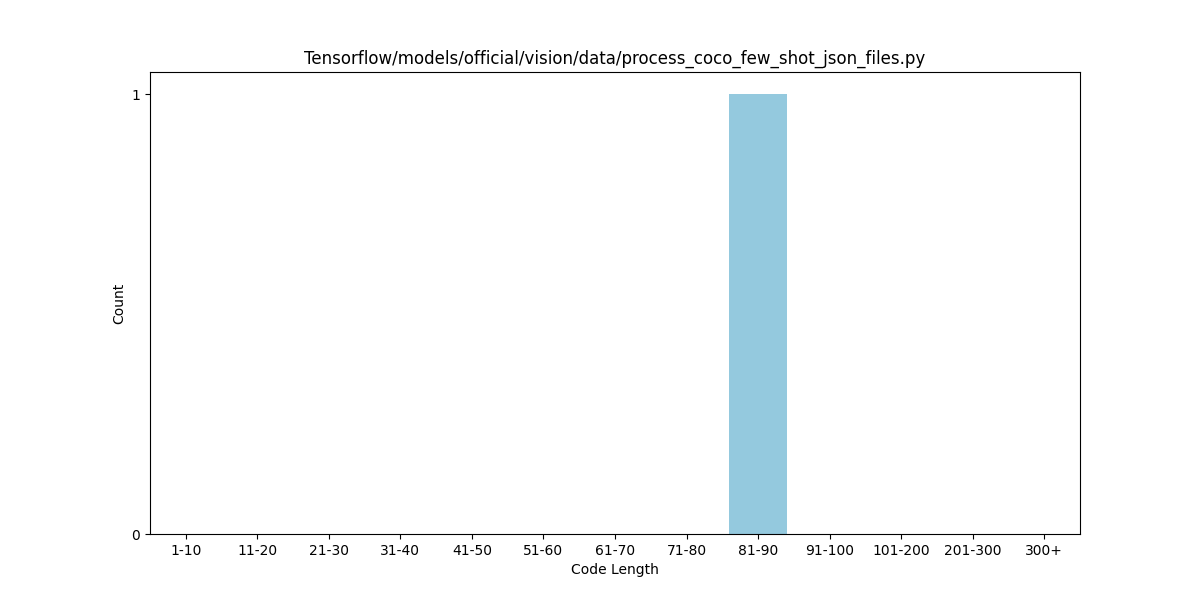 Tensorflow/models/official/vision/data/process_coco_few_shot_json_files.py
1
Count
0
1-10 11-20 21-30 31-40 41-50 51-60 61-70 71-80 81-90 91-100 101-200 201-300 300+
Code Length